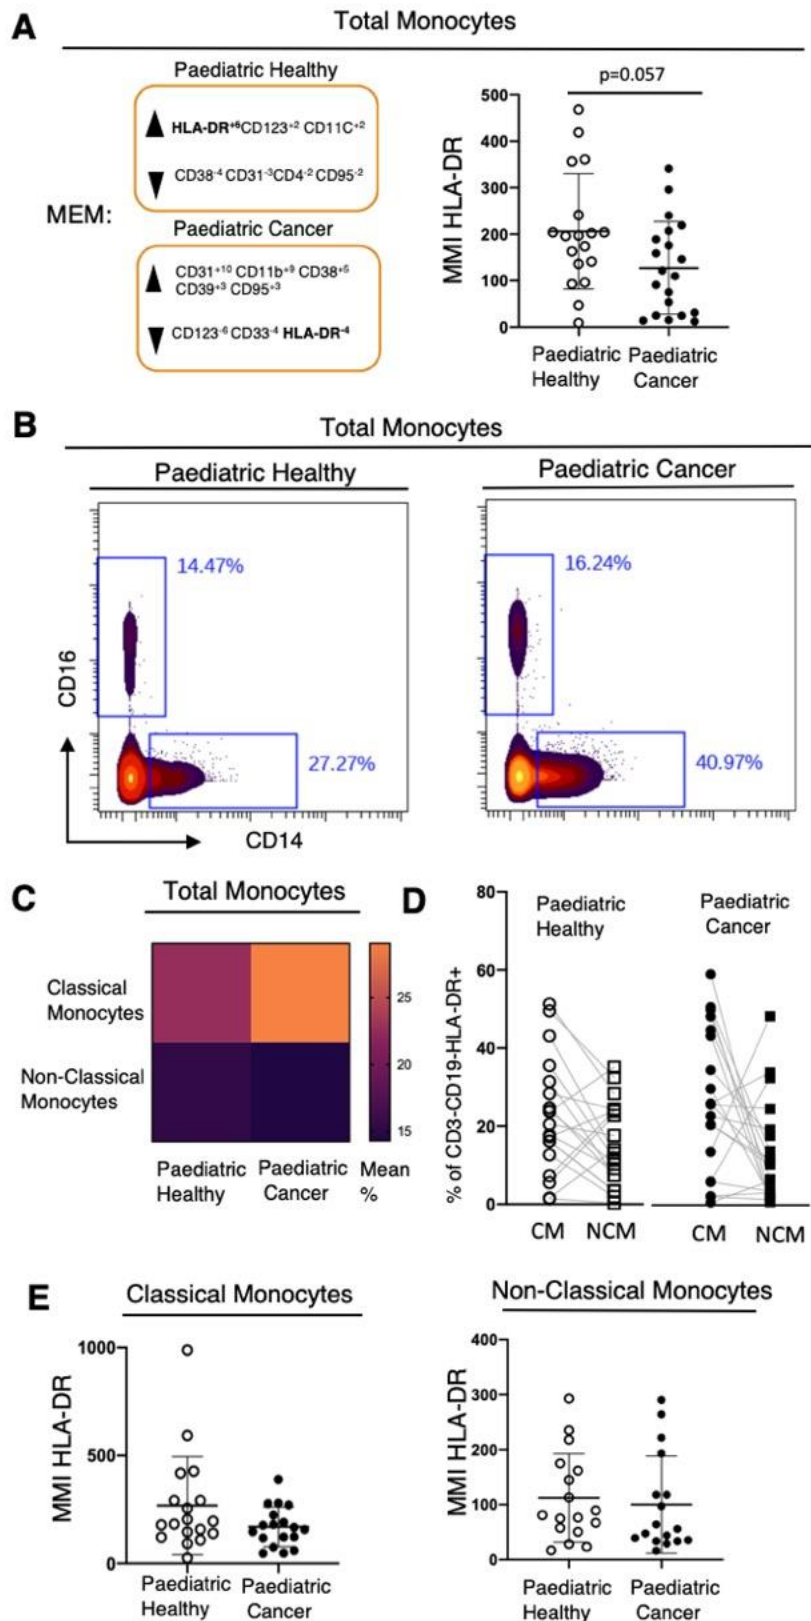 A
Total Monocytes
Paediatric Healthy
HLA-DR+6CD123+2 CD11C+2
CD38-4 CD31-3CD4-2 CD95-2
MEM:
Paediatric Cancer
CD31+10 CD11b+9 CD38+5
CD39+3 CD95+3
CD123-6 CD33-4 HLA-DR-4
p=0.057
MMI HLA-DR
500
400
300
200
100
0
Paediatric
Healthy
Paediatric
Cancer
B
Total Monocytes
Paediatric Healthy
Paediatric Cancer
14.47%
27.27%
16.24%
40.97%
CD16
CD14
C
Total Monocytes
Classical
Monocytes
Non-Classical
Monocytes
Paediatric
Healthy
Paediatric
Cancer
25
20
15
Mean
%
D
% of CD3-CD19-HLA-DR+
80
60
40
20
0
Paediatric
Healthy
Paediatric
Cancer
CM
NCM
CM
NCM
E
Classical Monocytes
MMI HLA-DR
1000
500
0
Paediatric
Healthy
Paediatric
Cancer
Non-Classical Monocytes
MMI HLA-DR
400
300
200
100
0
Paediatric
Healthy
Paediatric
Cancer